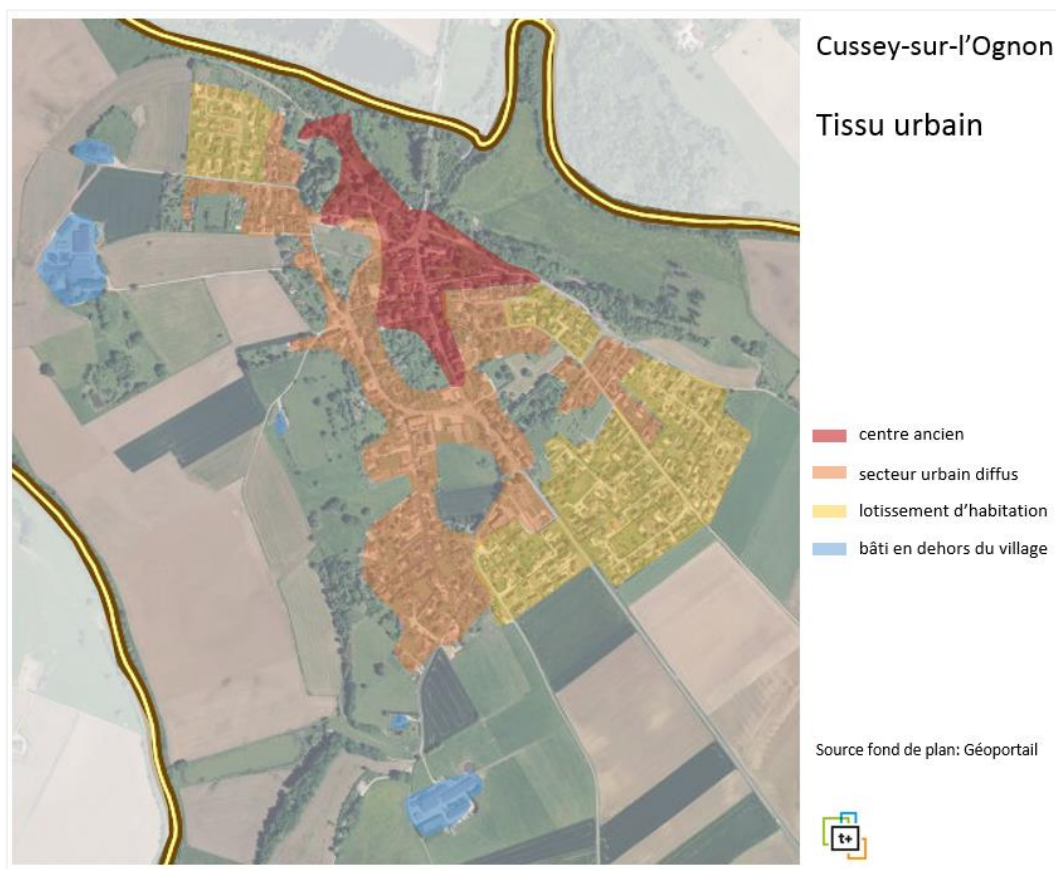 Cussey-sur-l’Ognon
Tissu urbain
centre ancien
secteur urbain diffus
lotissement d’habitation
bâti en dehors du village
Source fond de plan: Géoportail
t+